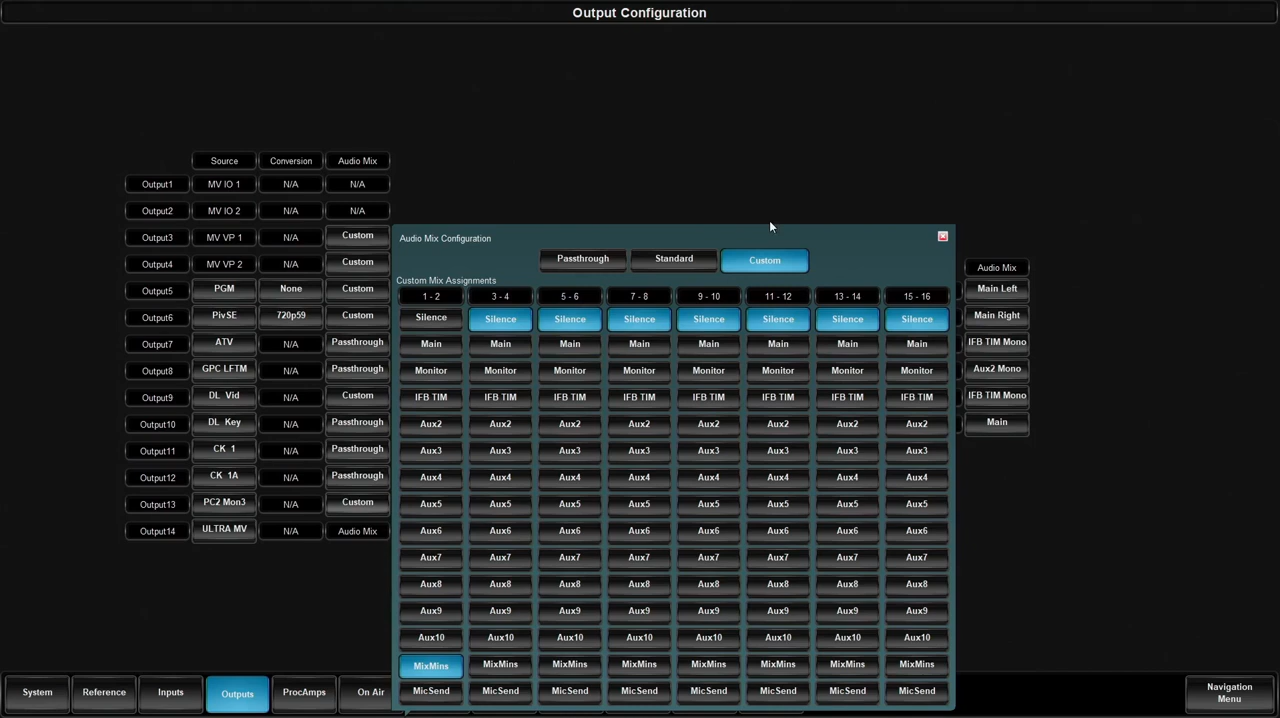 Output Configuration
Source Conversion Audio Mix
Output1 MV IO 1 N/A N/A
Output2 MV IO 2 N/A N/A
Output3 MV VP 1 N/A Custom
Output4 MV VP 2 N/A Custom
Output5 PGM None Custom
Output6 PivSE 720p59 Custom
Output7 ATV N/A Passthrough
Output8 GPC LFTM N/A Passthrough
Output9 DL Vid N/A Custom
Output10 DL Key N/A Passthrough
Output11 CK 1 N/A Passthrough
Output12 CK 1A N/A Passthrough
Output13 PC2 Mon3 N/A Custom
Output14 ULTRA MV N/A Audio Mix
Audio Mix Configuration
Passthrough Standard Custom
Custom Mix Assignments
1 - 2 3 - 4 5 - 6 7 - 8 9 - 10 11 - 12 13 - 14 15 - 16
Silence Silence Silence Silence Silence Silence Silence Silence
Main Main Main Main Main Main Main Main
Monitor Monitor Monitor Monitor Monitor Monitor Monitor Monitor
IFB TIM IFB TIM IFB TIM IFB TIM IFB TIM IFB TIM IFB TIM IFB TIM
Aux2 Aux2 Aux2 Aux2 Aux2 Aux2 Aux2 Aux2
Aux3 Aux3 Aux3 Aux3 Aux3 Aux3 Aux3 Aux3
Aux4 Aux4 Aux4 Aux4 Aux4 Aux4 Aux4 Aux4
Aux5 Aux5 Aux5 Aux5 Aux5 Aux5 Aux5 Aux5
Aux6 Aux6 Aux6 Aux6 Aux6 Aux6 Aux6 Aux6
Aux7 Aux7 Aux7 Aux7 Aux7 Aux7 Aux7 Aux7
Aux8 Aux8 Aux8 Aux8 Aux8 Aux8 Aux8 Aux8
Aux9 Aux9 Aux9 Aux9 Aux9 Aux9 Aux9 Aux9
Aux10 Aux10 Aux10 Aux10 Aux10 Aux10 Aux10 Aux10
MixMins MixMins MixMins MixMins MixMins MixMins MixMins MixMins
MicSend MicSend MicSend MicSend MicSend MicSend MicSend MicSend
Audio Mix
Main Left
Main Right
IFB TIM Mono
Aux2 Mono
IFB TIM Mono
Main
System Reference Inputs Outputs ProcAmps On Air
Navigation
Menu